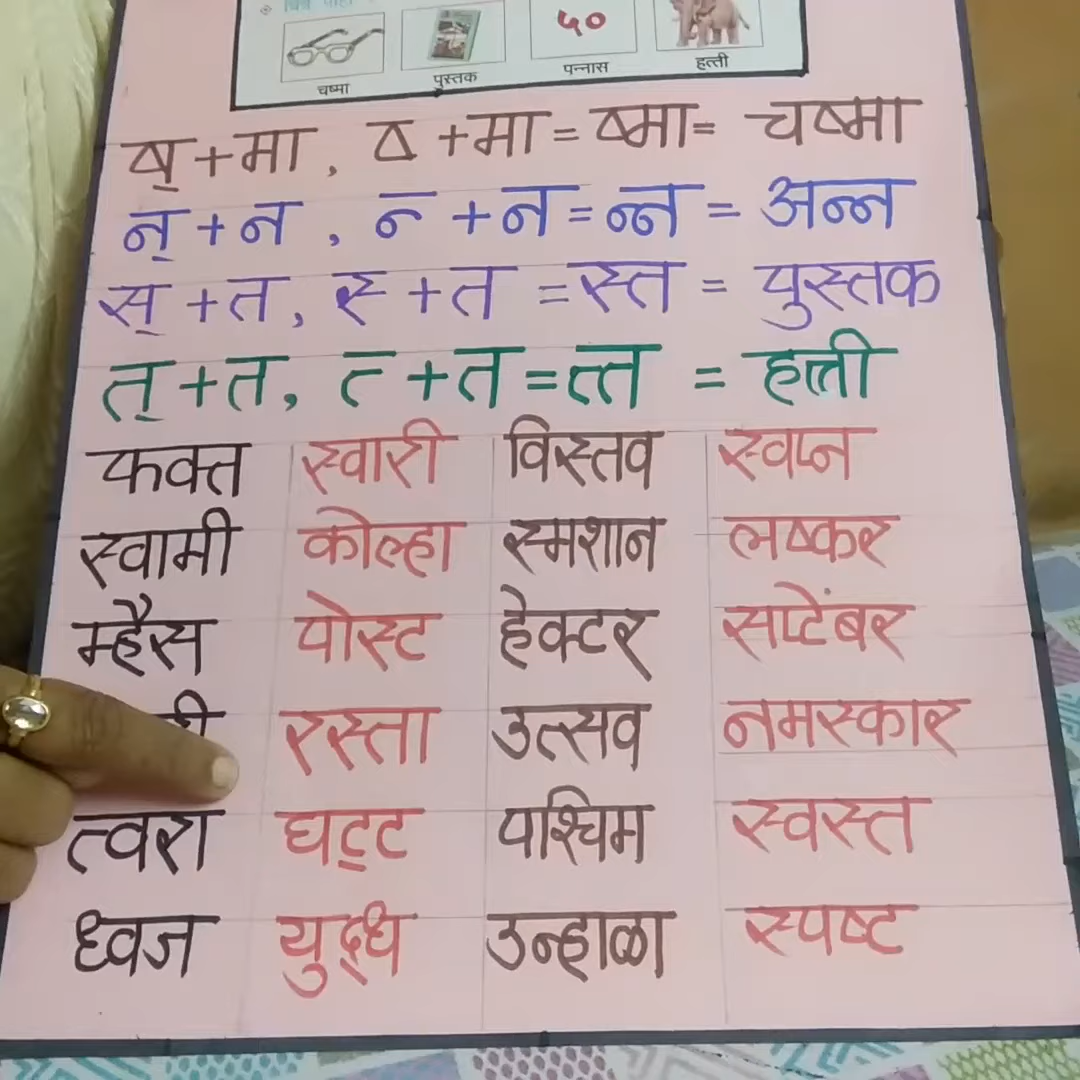 चित्र पाहा
५०
चष्मा पुस्तक पन्नास हत्ती
ष्+मा , ष +मा = ष्मा = चष्मा
न्+न , न +न = न्न = अन्न
स्+त, स +त = स्त = पुस्तक
त्+त, त +त = त्त = हत्ती
फक्त स्वारी विस्तव स्वप्न
स्वामी कोल्हा स्मशान लष्कर
म्हैस पोस्ट हेक्टर सप्टेंबर
रस्ता उत्सव नमस्कार
त्वरा घट्ट पश्चिम स्वस्त
ध्वज युद्ध उन्हाळा स्पष्ट